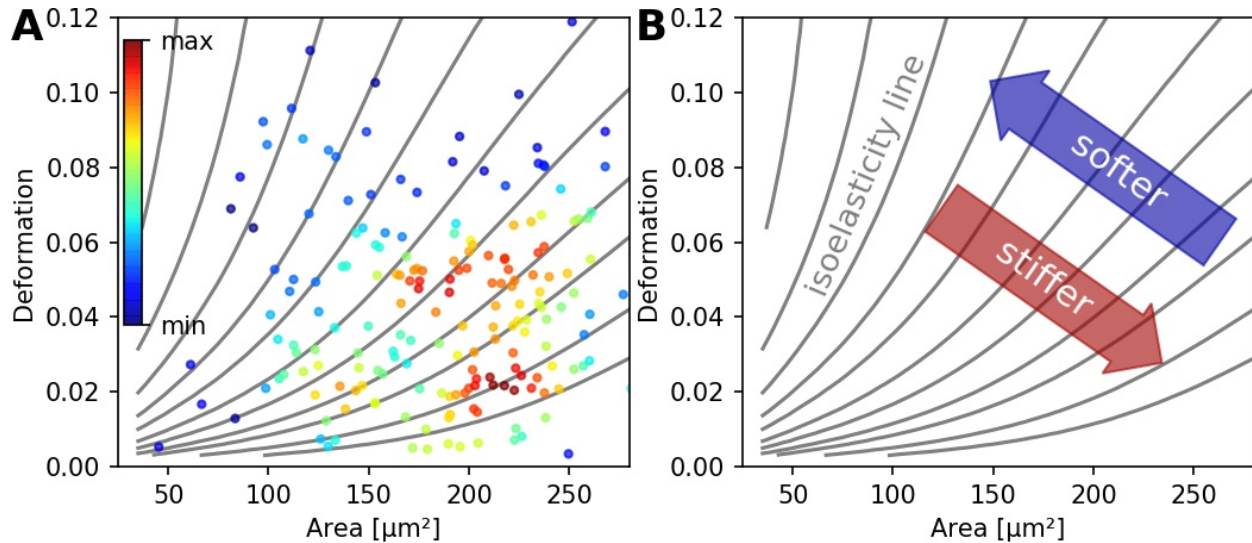 A
max
min
0.12
0.10
0.08
0.06
0.04
0.02
0.00
Deformation
50
100
150
200
250
Area [µm²]
B
0.12
0.10
0.08
0.06
0.04
0.02
0.00
Deformation
isoelasticity line
softer
stiffer
50
100
150
200
250
Area [µm²]